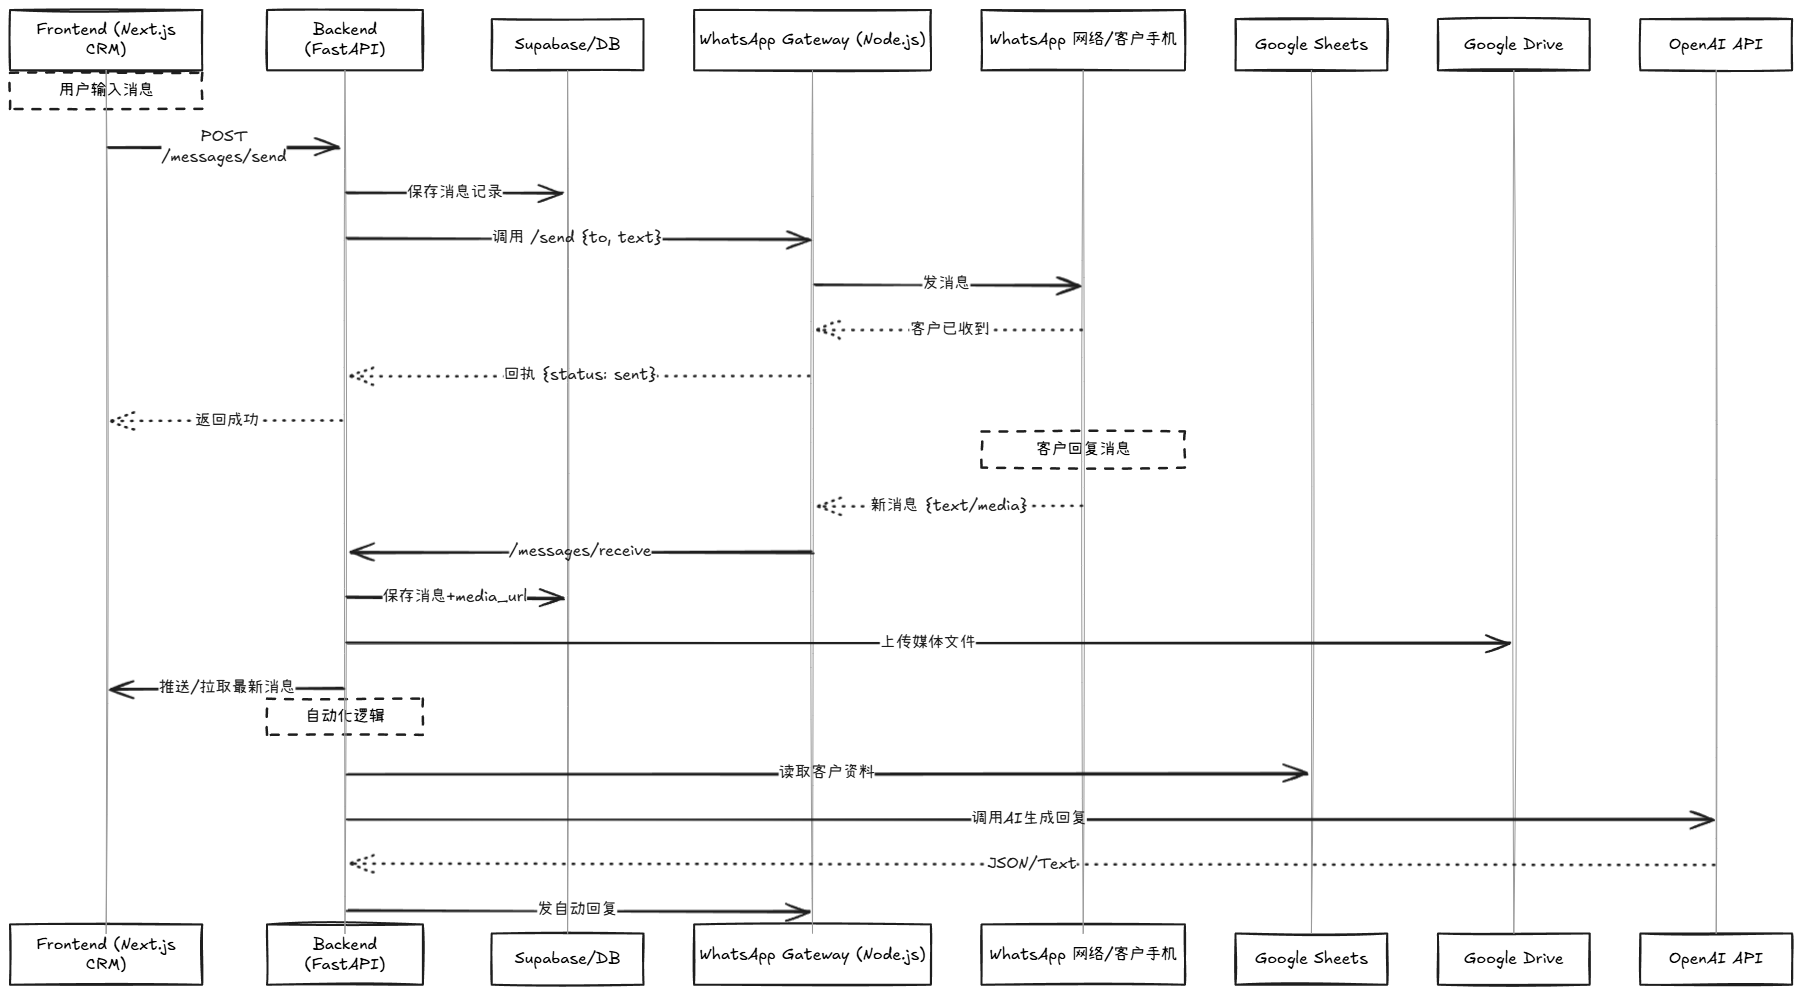 Frontend (Next.js
CRM)
Backend
(FastAPI)
Supabase/DB
WhatsApp Gateway (Node.js)
WhatsApp 网络/客户手机
Google Sheets
Google Drive
OpenAI API
用户输入消息
POST
/messages/send
保存消息记录
调用 /send {to, text}
发消息
客户已收到
回执 {status: sent}
返回成功
客户回复消息
新消息 {text/media}
/messages/receive
保存消息+media_url
上传媒体文件
推送/拉取最新消息
自动化逻辑
读取客户资料
调用AI生成回复
JSON/Text
发自动回复
Frontend (Next.js
CRM)
Backend
(FastAPI)
Supabase/DB
WhatsApp Gateway (Node.js)
WhatsApp 网络/客户手机
Google Sheets
Google Drive
OpenAI API